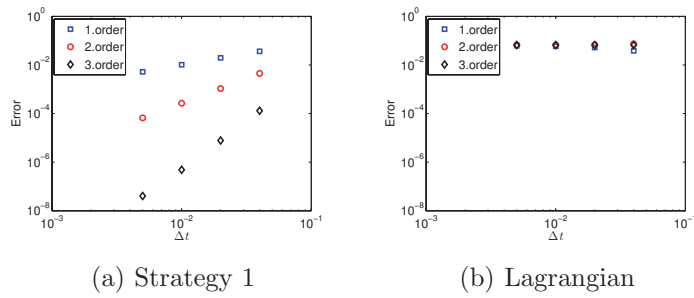 10^0
10^-2
10^-4
10^-6
10^-8
Error
1.order
2.order
3.order
10^-3
10^-2
10^-1
Δt
(a) Strategy 1
10^0
10^-2
10^-4
10^-6
10^-8
Error
1.order
2.order
3.order
10^-3
10^-2
10^-1
Δt
(b) Lagrangian